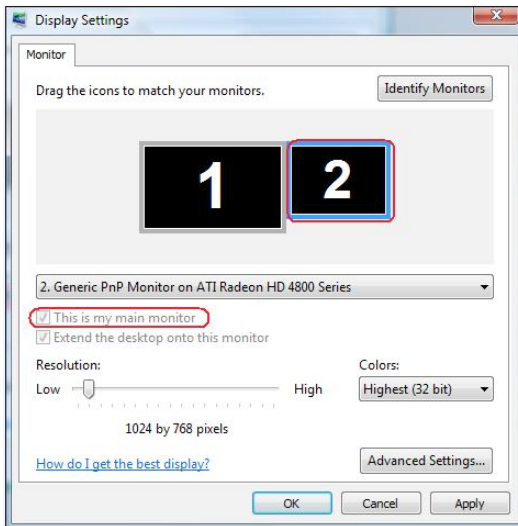 Display Settings
Monitor
Drag the icons to match your monitors.
Identify Monitors
1
2
2. Generic PnP Monitor on ATI Radeon HD 4800 Series
This is my main monitor
Extend the desktop onto this monitor
Resolution:
Colors:
Low
High
Highest (32 bit)
1024 by 768 pixels
How do I get the best display?
Advanced Settings...
OK
Cancel
Apply